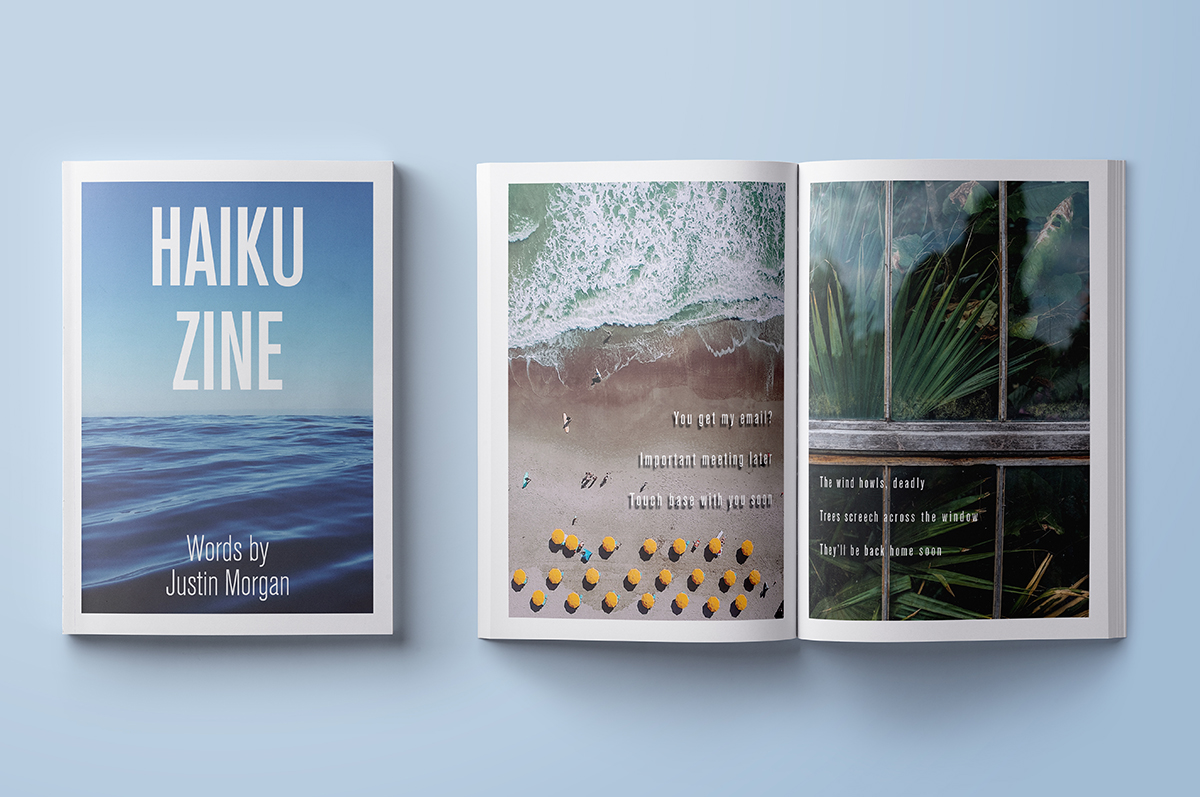 HAIKU
ZINE
Words by
Justin Morgan
You get my email?
Important meeting later
Touch base with you soon
The wind howls, deadly
Trees screech across the window
They'll be back home soon